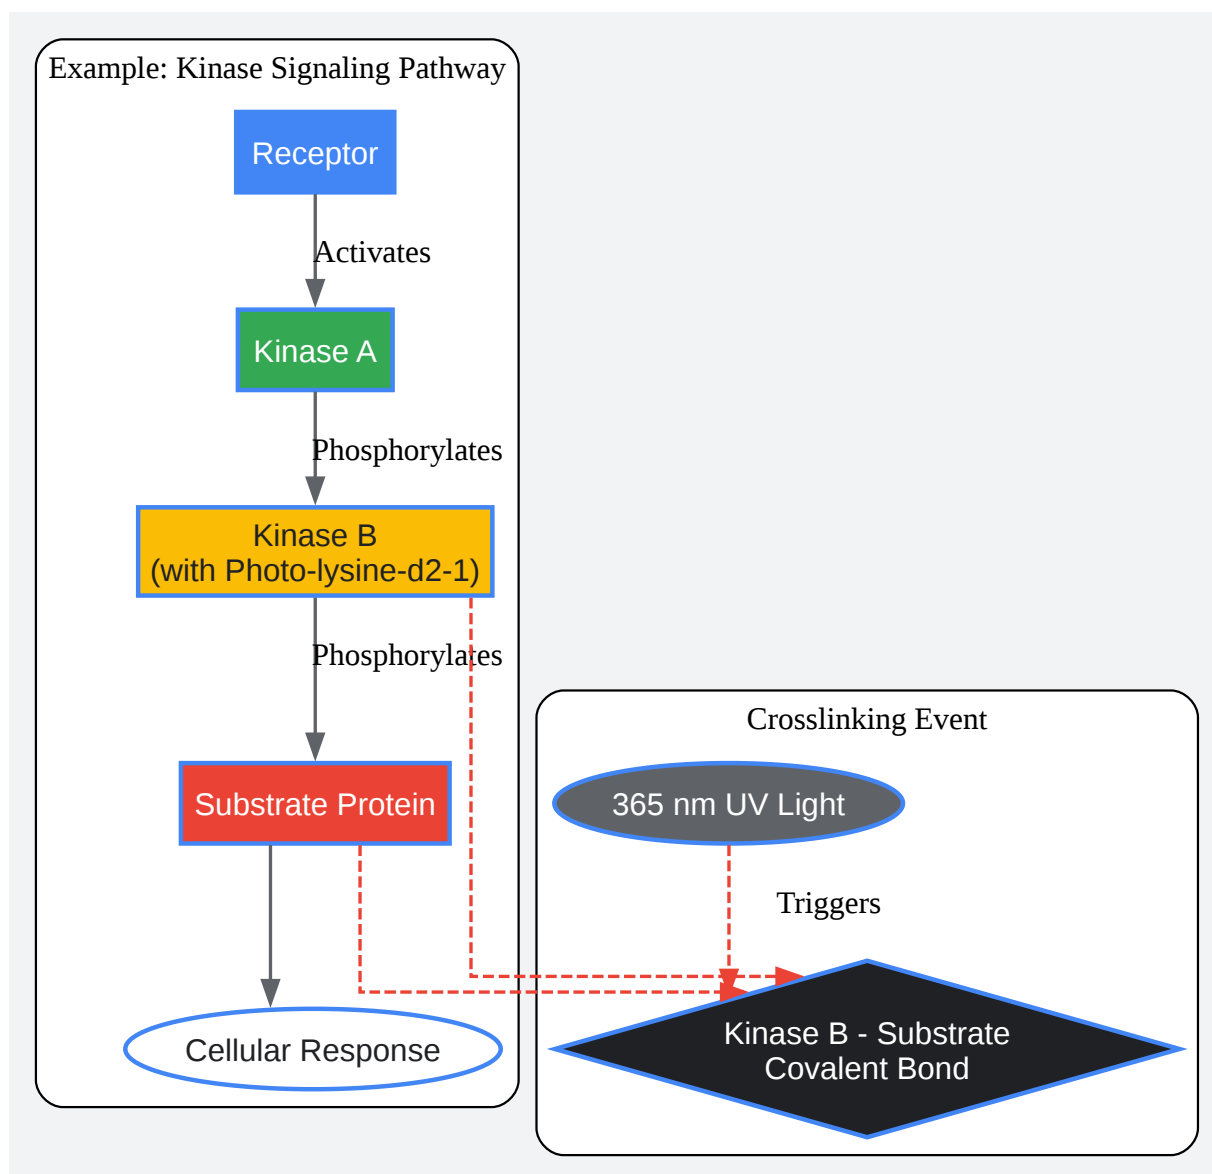 Example: Kinase Signaling Pathway
Receptor
Activates
Kinase A
Phosphorylates
Kinase B
(with Photo-lysine-d2-1)
Phosphorylates
Substrate Protein
Cellular Response
Crosslinking Event
365 nm UV Light
Triggers
Kinase B - Substrate
Covalent Bond